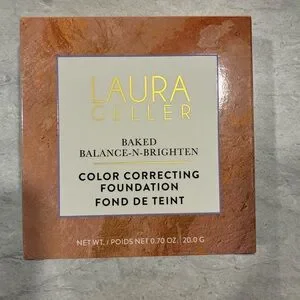 LAURA
GELLER
BAKED
BALANCE-N-BRIGHTEN
COLOR CORRECTING
FOUNDATION
FOND DE TEINT
NET WT. / POIDS NET 0.70 OZ. | 20.0 G